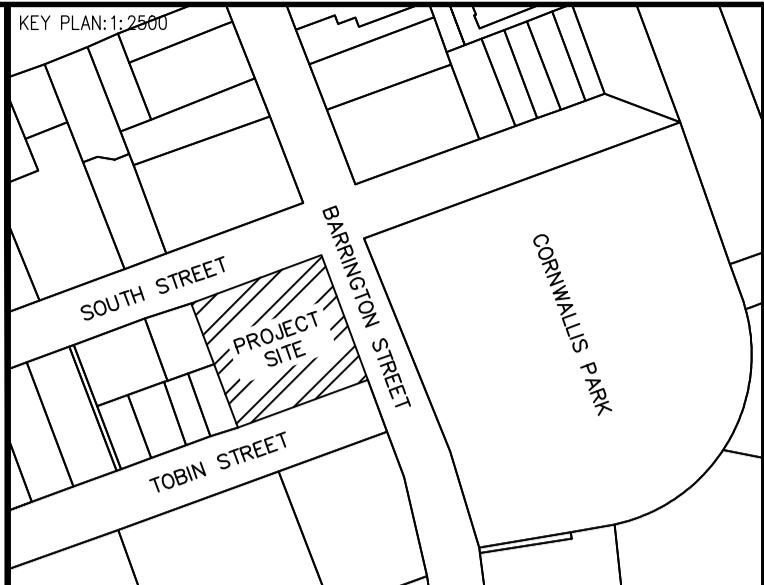 KEY PLAN:1:2500
BARRINGTON STREET
CORNWALLIS PARK
SOUTH STREET
PROJECT
SITE
TOBIN STREET